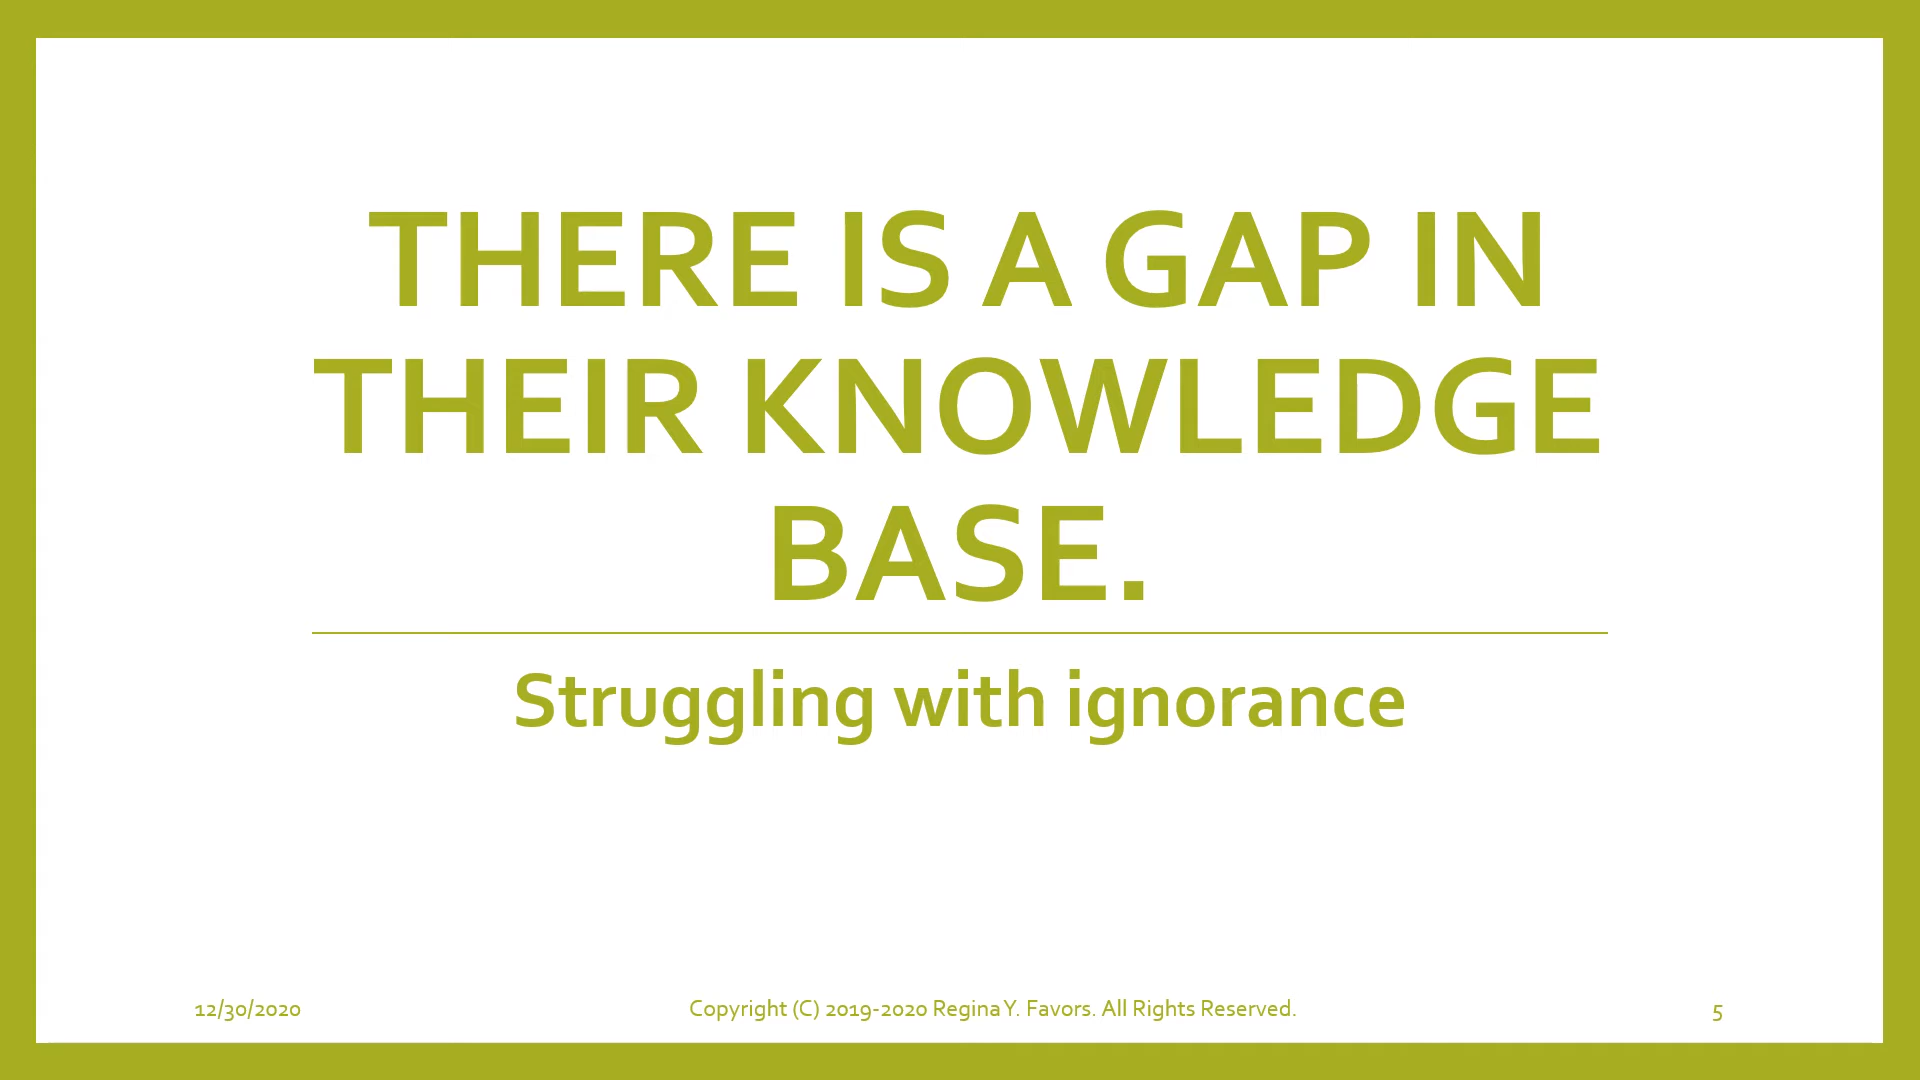 THERE IS A GAP IN
THEIR KNOWLEDGE
BASE.
Struggling with ignorance
12/30/2020
Copyright (C) 2019-2020 Regina Y. Favors. All Rights Reserved.
5